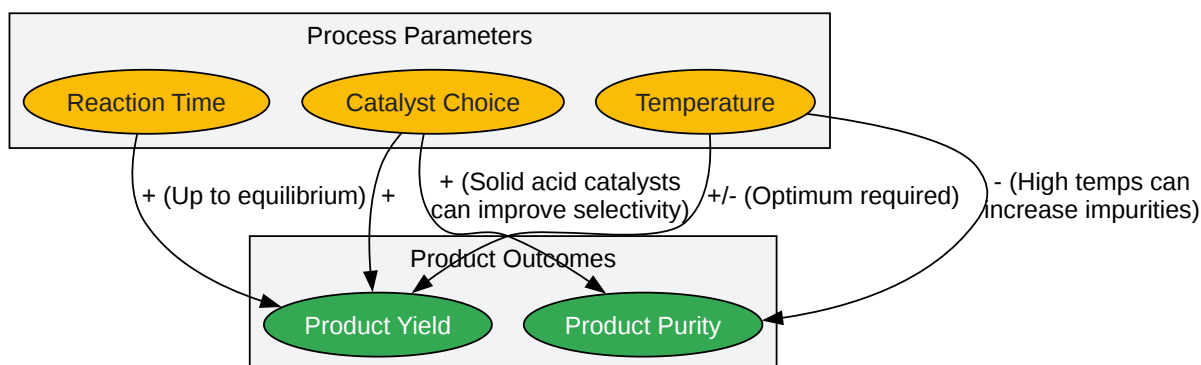 Process Parameters
Reaction Time
Catalyst Choice
Temperature
+ (Up to equilibrium)
+
+ (Solid acid catalysts
can improve selectivity)
+/- (Optimum required)
- (High temps can
increase impurities)
Product Outcomes
Product Yield
Product Purity